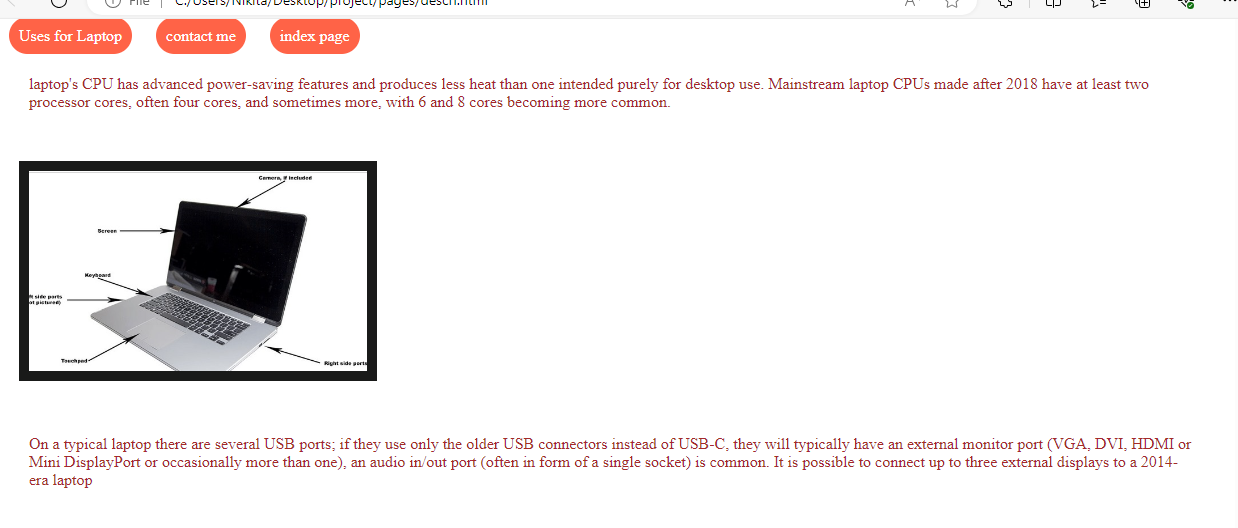 File | C:/Users/Nikita/Desktop/project/pages/descri.html
Uses for Laptop contact me index page
laptop's CPU has advanced power-saving features and produces less heat than one intended purely for desktop use. Mainstream laptop CPUs made after 2018 have at least two
processor cores, often four cores, and sometimes more, with 6 and 8 cores becoming more common.
Camera, if included
Screen
Keyboard
ft side ports
ot pictured)
Touchpad
Right side ports
On a typical laptop there are several USB ports; if they use only the older USB connectors instead of USB-C, they will typically have an external monitor port (VGA, DVI, HDMI or
Mini DisplayPort or occasionally more than one), an audio in/out port (often in form of a single socket) is common. It is possible to connect up to three external displays to a 2014-
era laptop